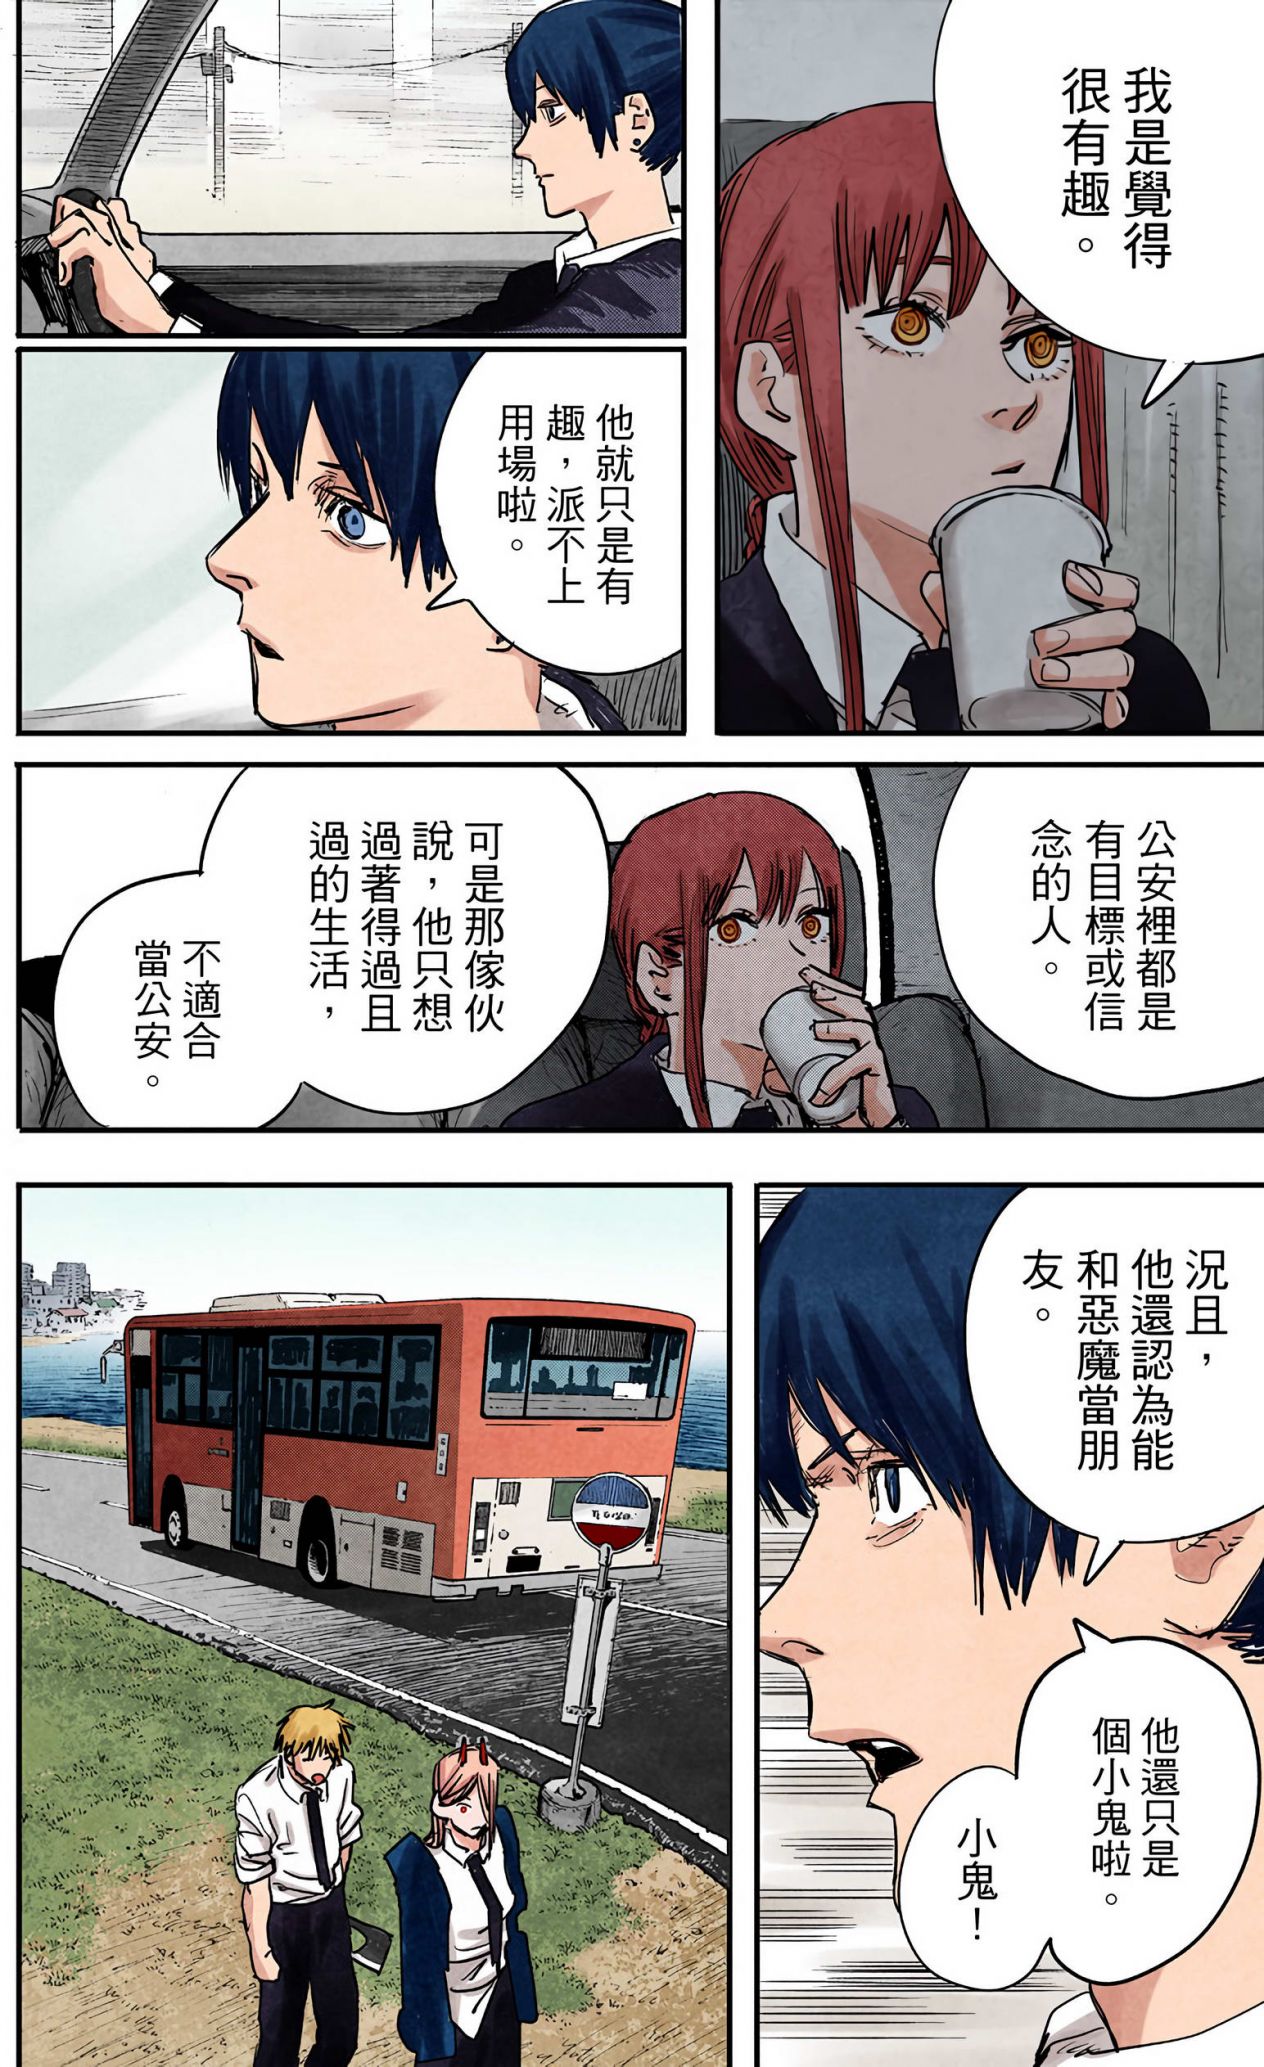 我是覺得
很有趣。
他就只是有
趣，派不上
用場啦。
公安裡都是
有目標或信
念的人。
可是那傢伙
說，他只想
過著得過且
過的生活，
不適合
當公安。
況且，
他還認為能
和惡魔當朋
友。
他還只是
個小鬼啦。
小鬼！